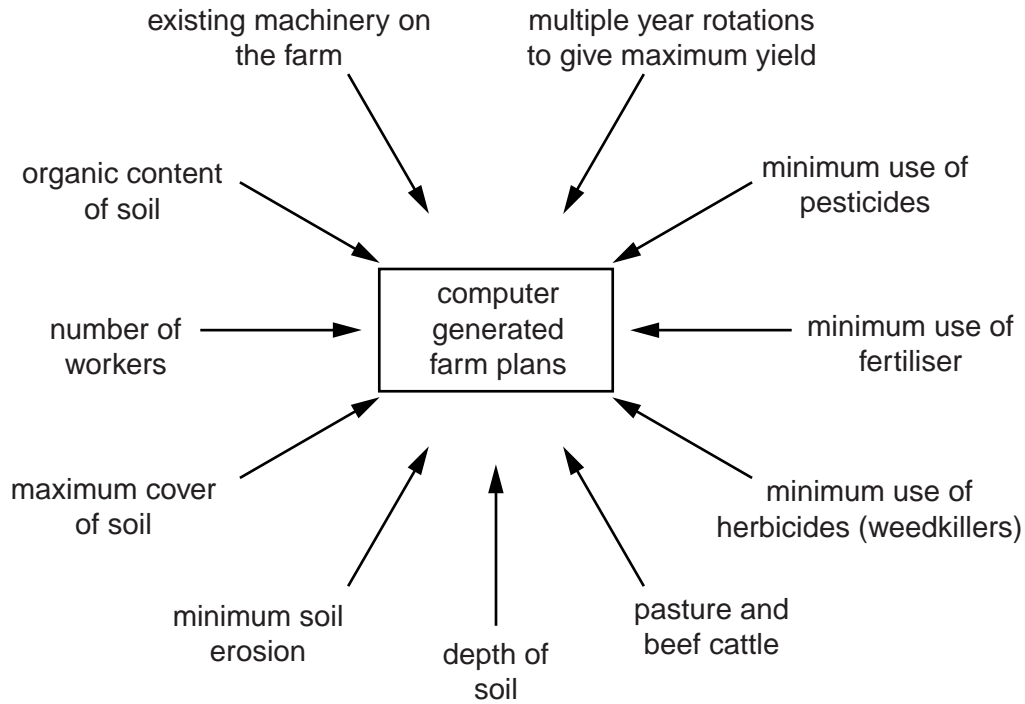 existing machinery on
the farm
multiple year rotations
to give maximum yield
organic content
of soil
minimum use of
pesticides
computer
generated
farm plans
number of
workers
minimum use of
fertiliser
maximum cover
of soil
minimum use of
herbicides (weedkillers)
minimum soil
erosion
depth of
soil
pasture and
beef cattle